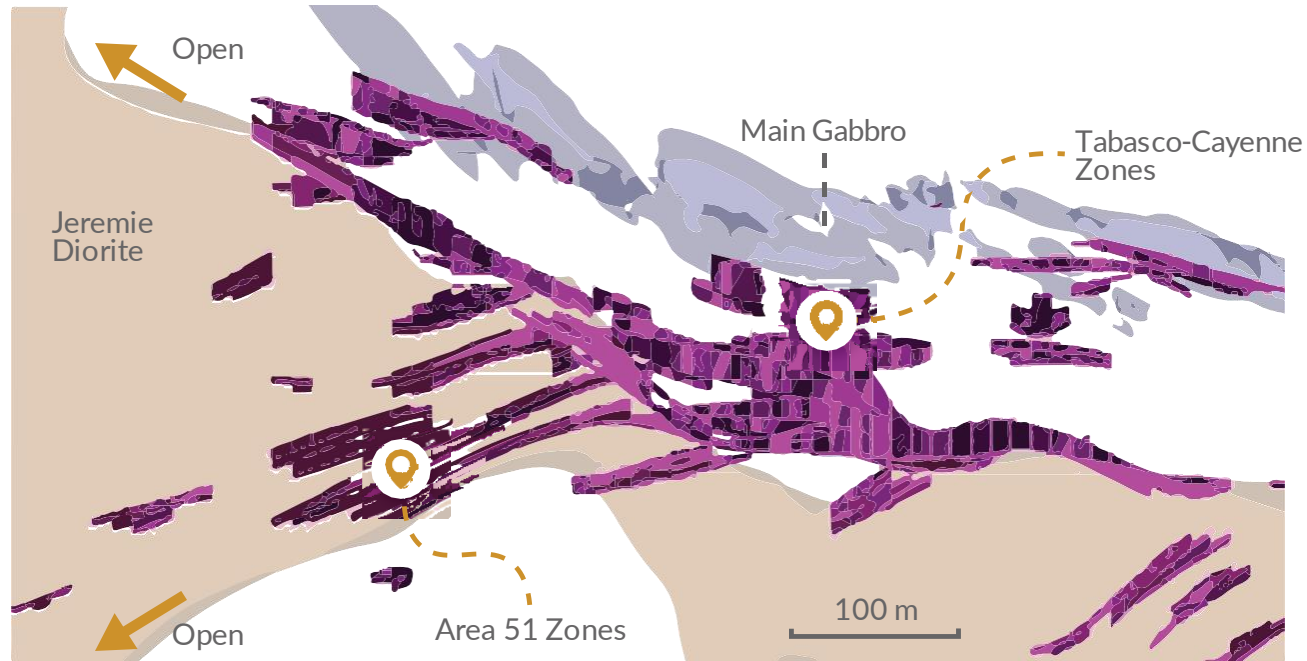 Open
Main Gabbro
Tabasco-Cayenne
Zones
Jeremie
Diorite
100 m
Area 51 Zones
Open